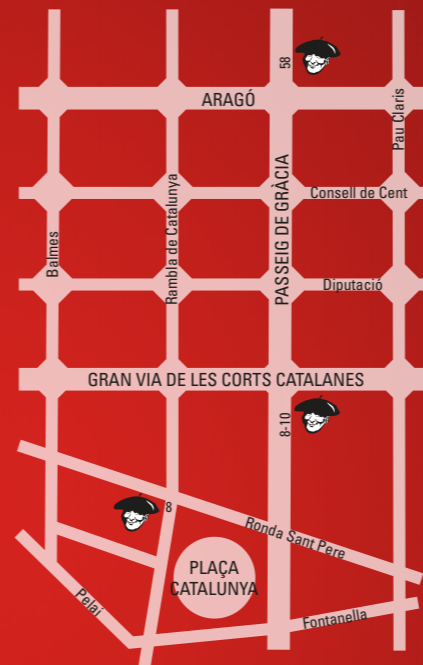 58
ARAGÓ
Pau Claris
Consell de Cent
Rambla de Catalunya
PASSEIG DE GRÀCIA
Balmes
Diputació
GRAN VIA DE LES CORTS CATALANES
8-10
8
Ronda Sant Pere
PLAÇA
CATALUNYA
Pelai
Fontanella